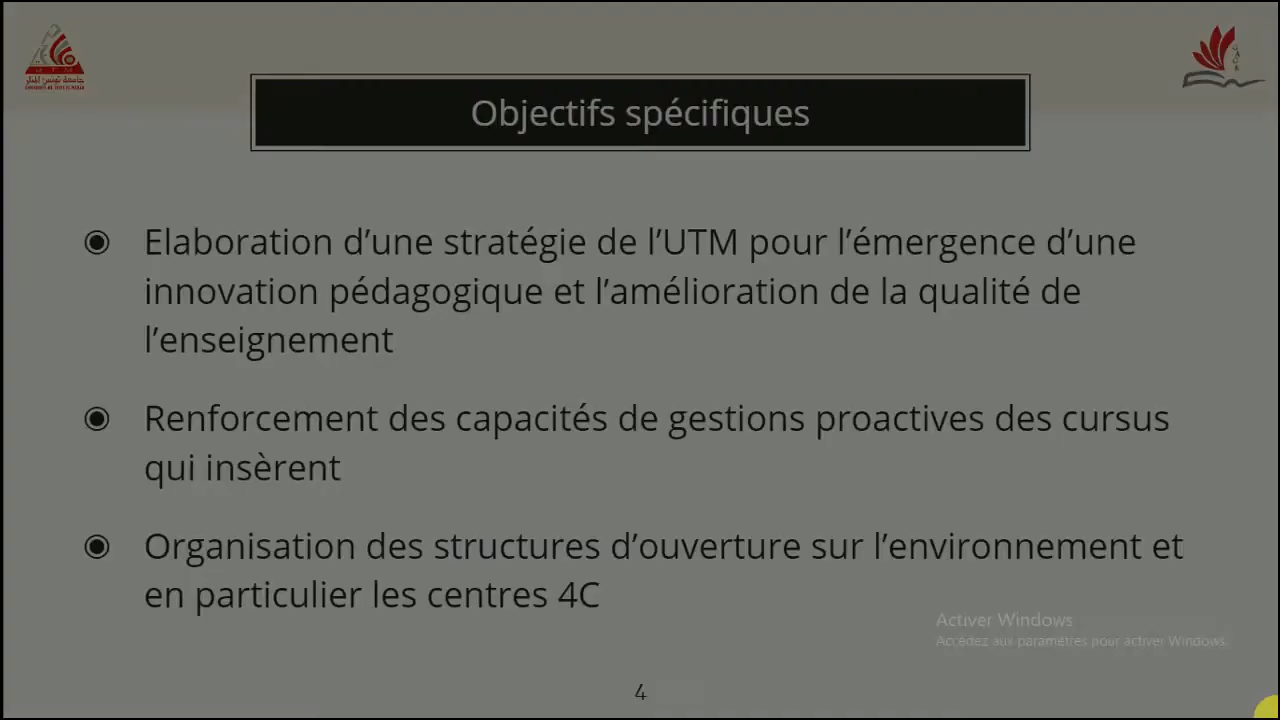 Objectifs spécifiques
Elaboration d’une stratégie de l’UTM pour l’émergence d’une
innovation pédagogique et l’amélioration de la qualité de
l’enseignement
Renforcement des capacités de gestions proactives des cursus
qui insèrent
Organisation des structures d’ouverture sur l’environnement et
en particulier les centres 4C
Activer Windows
Accédez aux paramètres pour activer Windows.
4